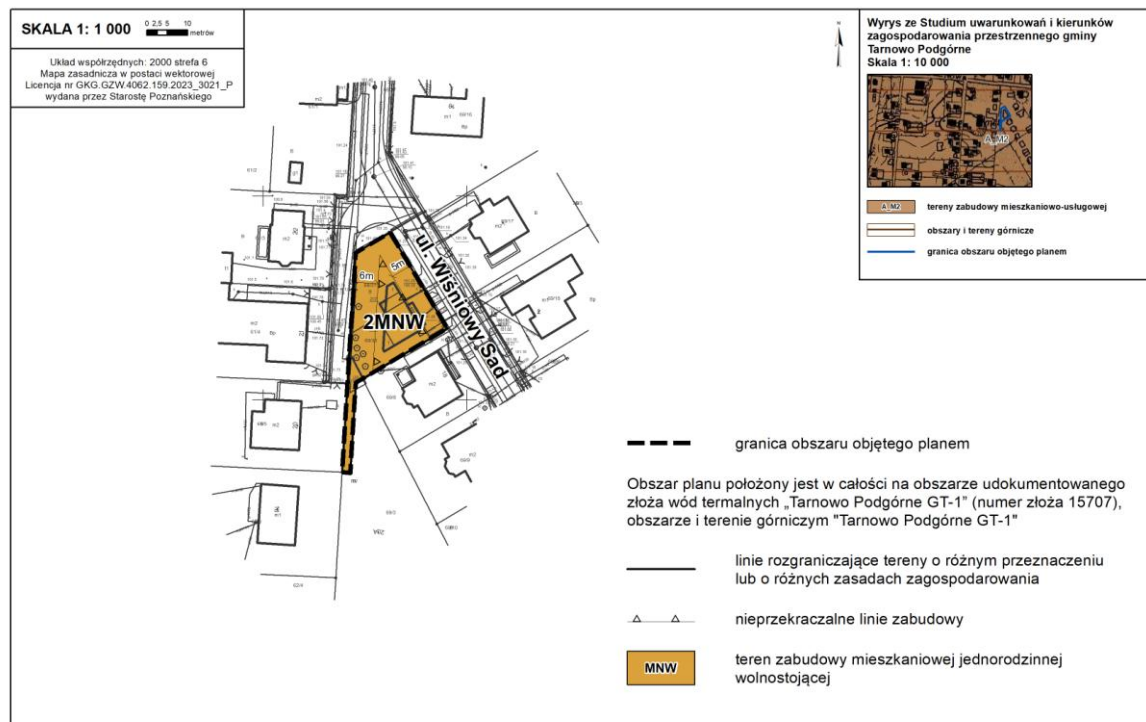 SKALA 1: 1 000
0 2,5 5 10
metrów
Układ współrzędnych: 2000 strefa 6
Mapa zasadnicza w postaci wektorowej
Licencja nr GKG.GZW.4062.159.2023_3021_P
wydana przez Starostę Poznańskiego
N
Wyrys ze Studium uwarunkowań i kierunków
zagospodarowania przestrzennego gminy
Tarnowo Podgórne
Skala 1: 10 000
A_M2
A_M2 tereny zabudowy mieszkaniowo-usługowej
obszary i tereny górnicze
granica obszaru objętego planem
6m
5m
2MNW
ul. Wiśniowy Sad
granica obszaru objętego planem
Obszar planu położony jest w całości na obszarze udokumentowanego
złoża wód termalnych „Tarnowo Podgórne GT-1” (numer złoża 15707),
obszarze i terenie górniczym "Tarnowo Podgórne GT-1"
linie rozgraniczające tereny o różnym przeznaczeniu
lub o różnych zasadach zagospodarowania
nieprzekraczalne linie zabudowy
MNW teren zabudowy mieszkaniowej jednorodzinnej
wolnostojącej